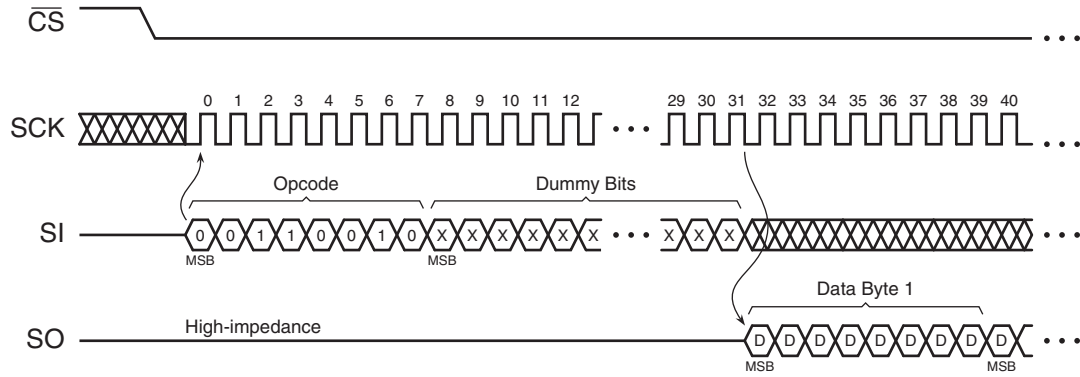 CS
SCK
0 1 2 3 4 5 6 7 8 9 10 11 12 29 30 31 32 33 34 35 36 37 38 39 40
Opcode Dummy Bits
SI
0 0 1 1 0 0 1 0 X X X X X X X X X
MSB MSB
Data Byte 1
SO
High-impedance
D D D D D D D D D
MSB MSB